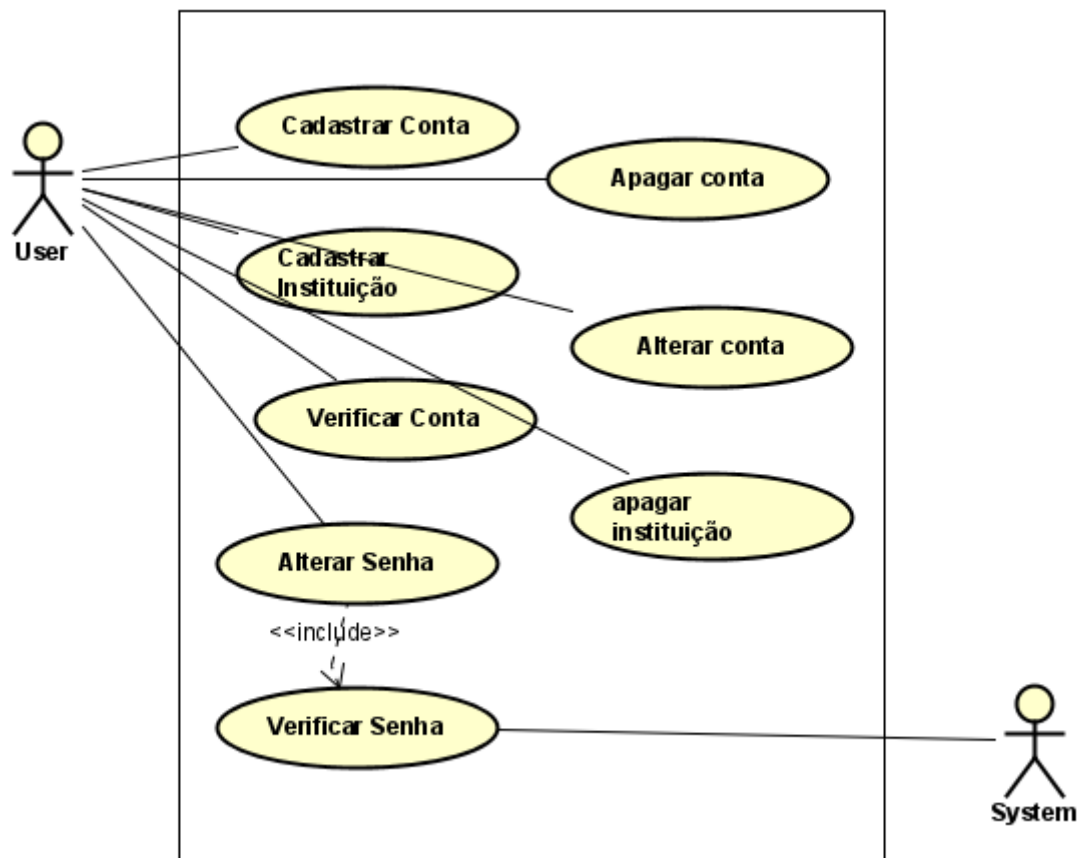 Cadastrar Conta
Apagar conta
User
Cadastrar
Instituição
Alterar conta
Verificar Conta
apagar
instituição
Alterar Senha
<<include>>
Verificar Senha
System